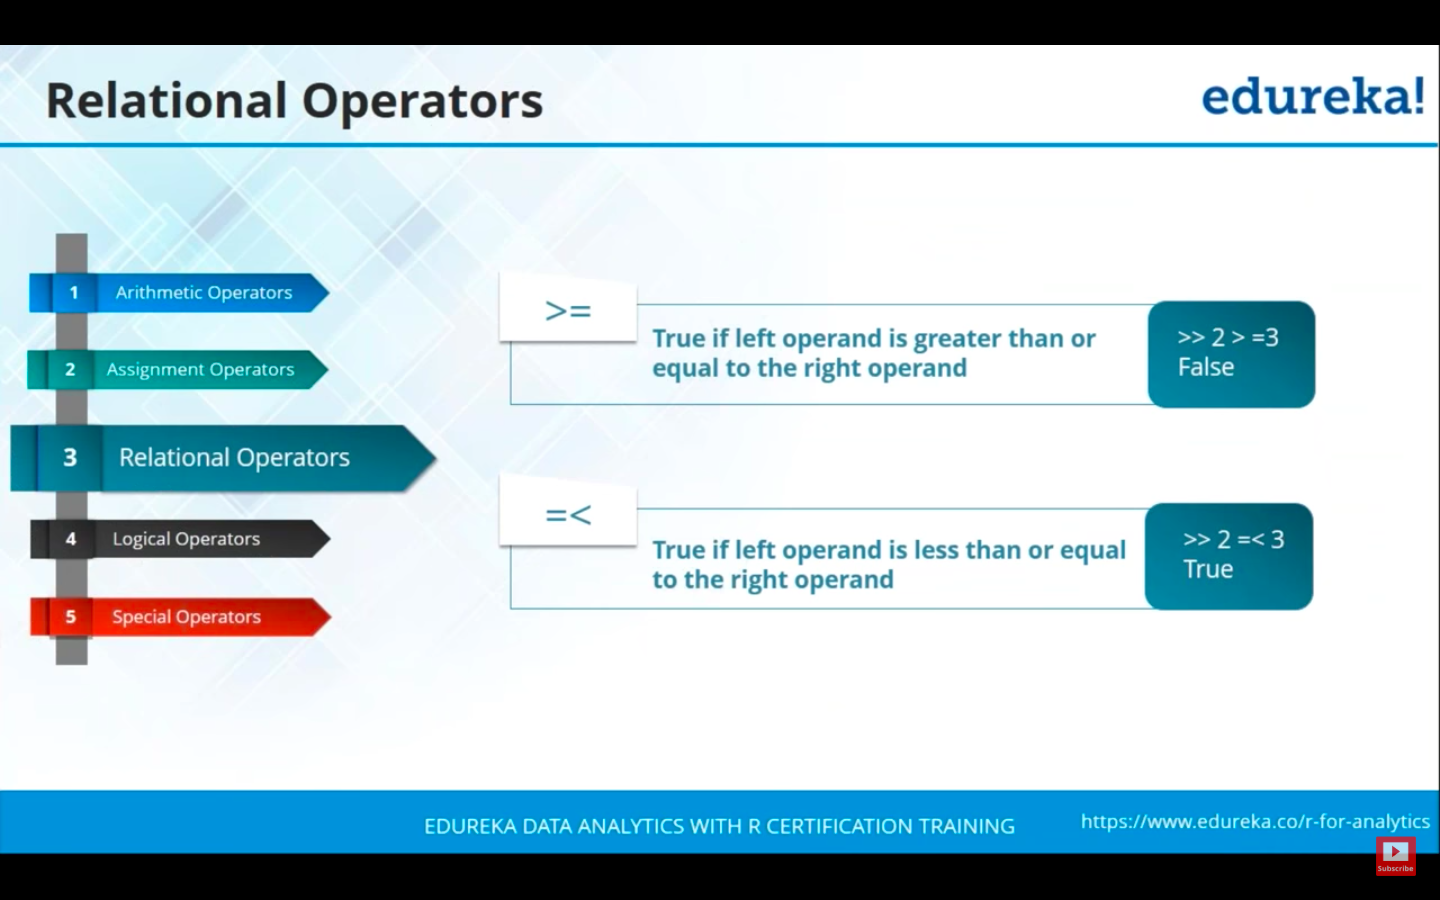 Relational Operators
edureka!
1 Arithmetic Operators
2 Assignment Operators
3 Relational Operators
4 Logical Operators
5 Special Operators
>=
True if left operand is greater than or
equal to the right operand
>> 2 > =3
False
=<
True if left operand is less than or equal
to the right operand
>> 2 =< 3
True
EDUREKA DATA ANALYTICS WITH R CERTIFICATION TRAINING
https://www.edureka.co/r-for-analytics
Subscribe